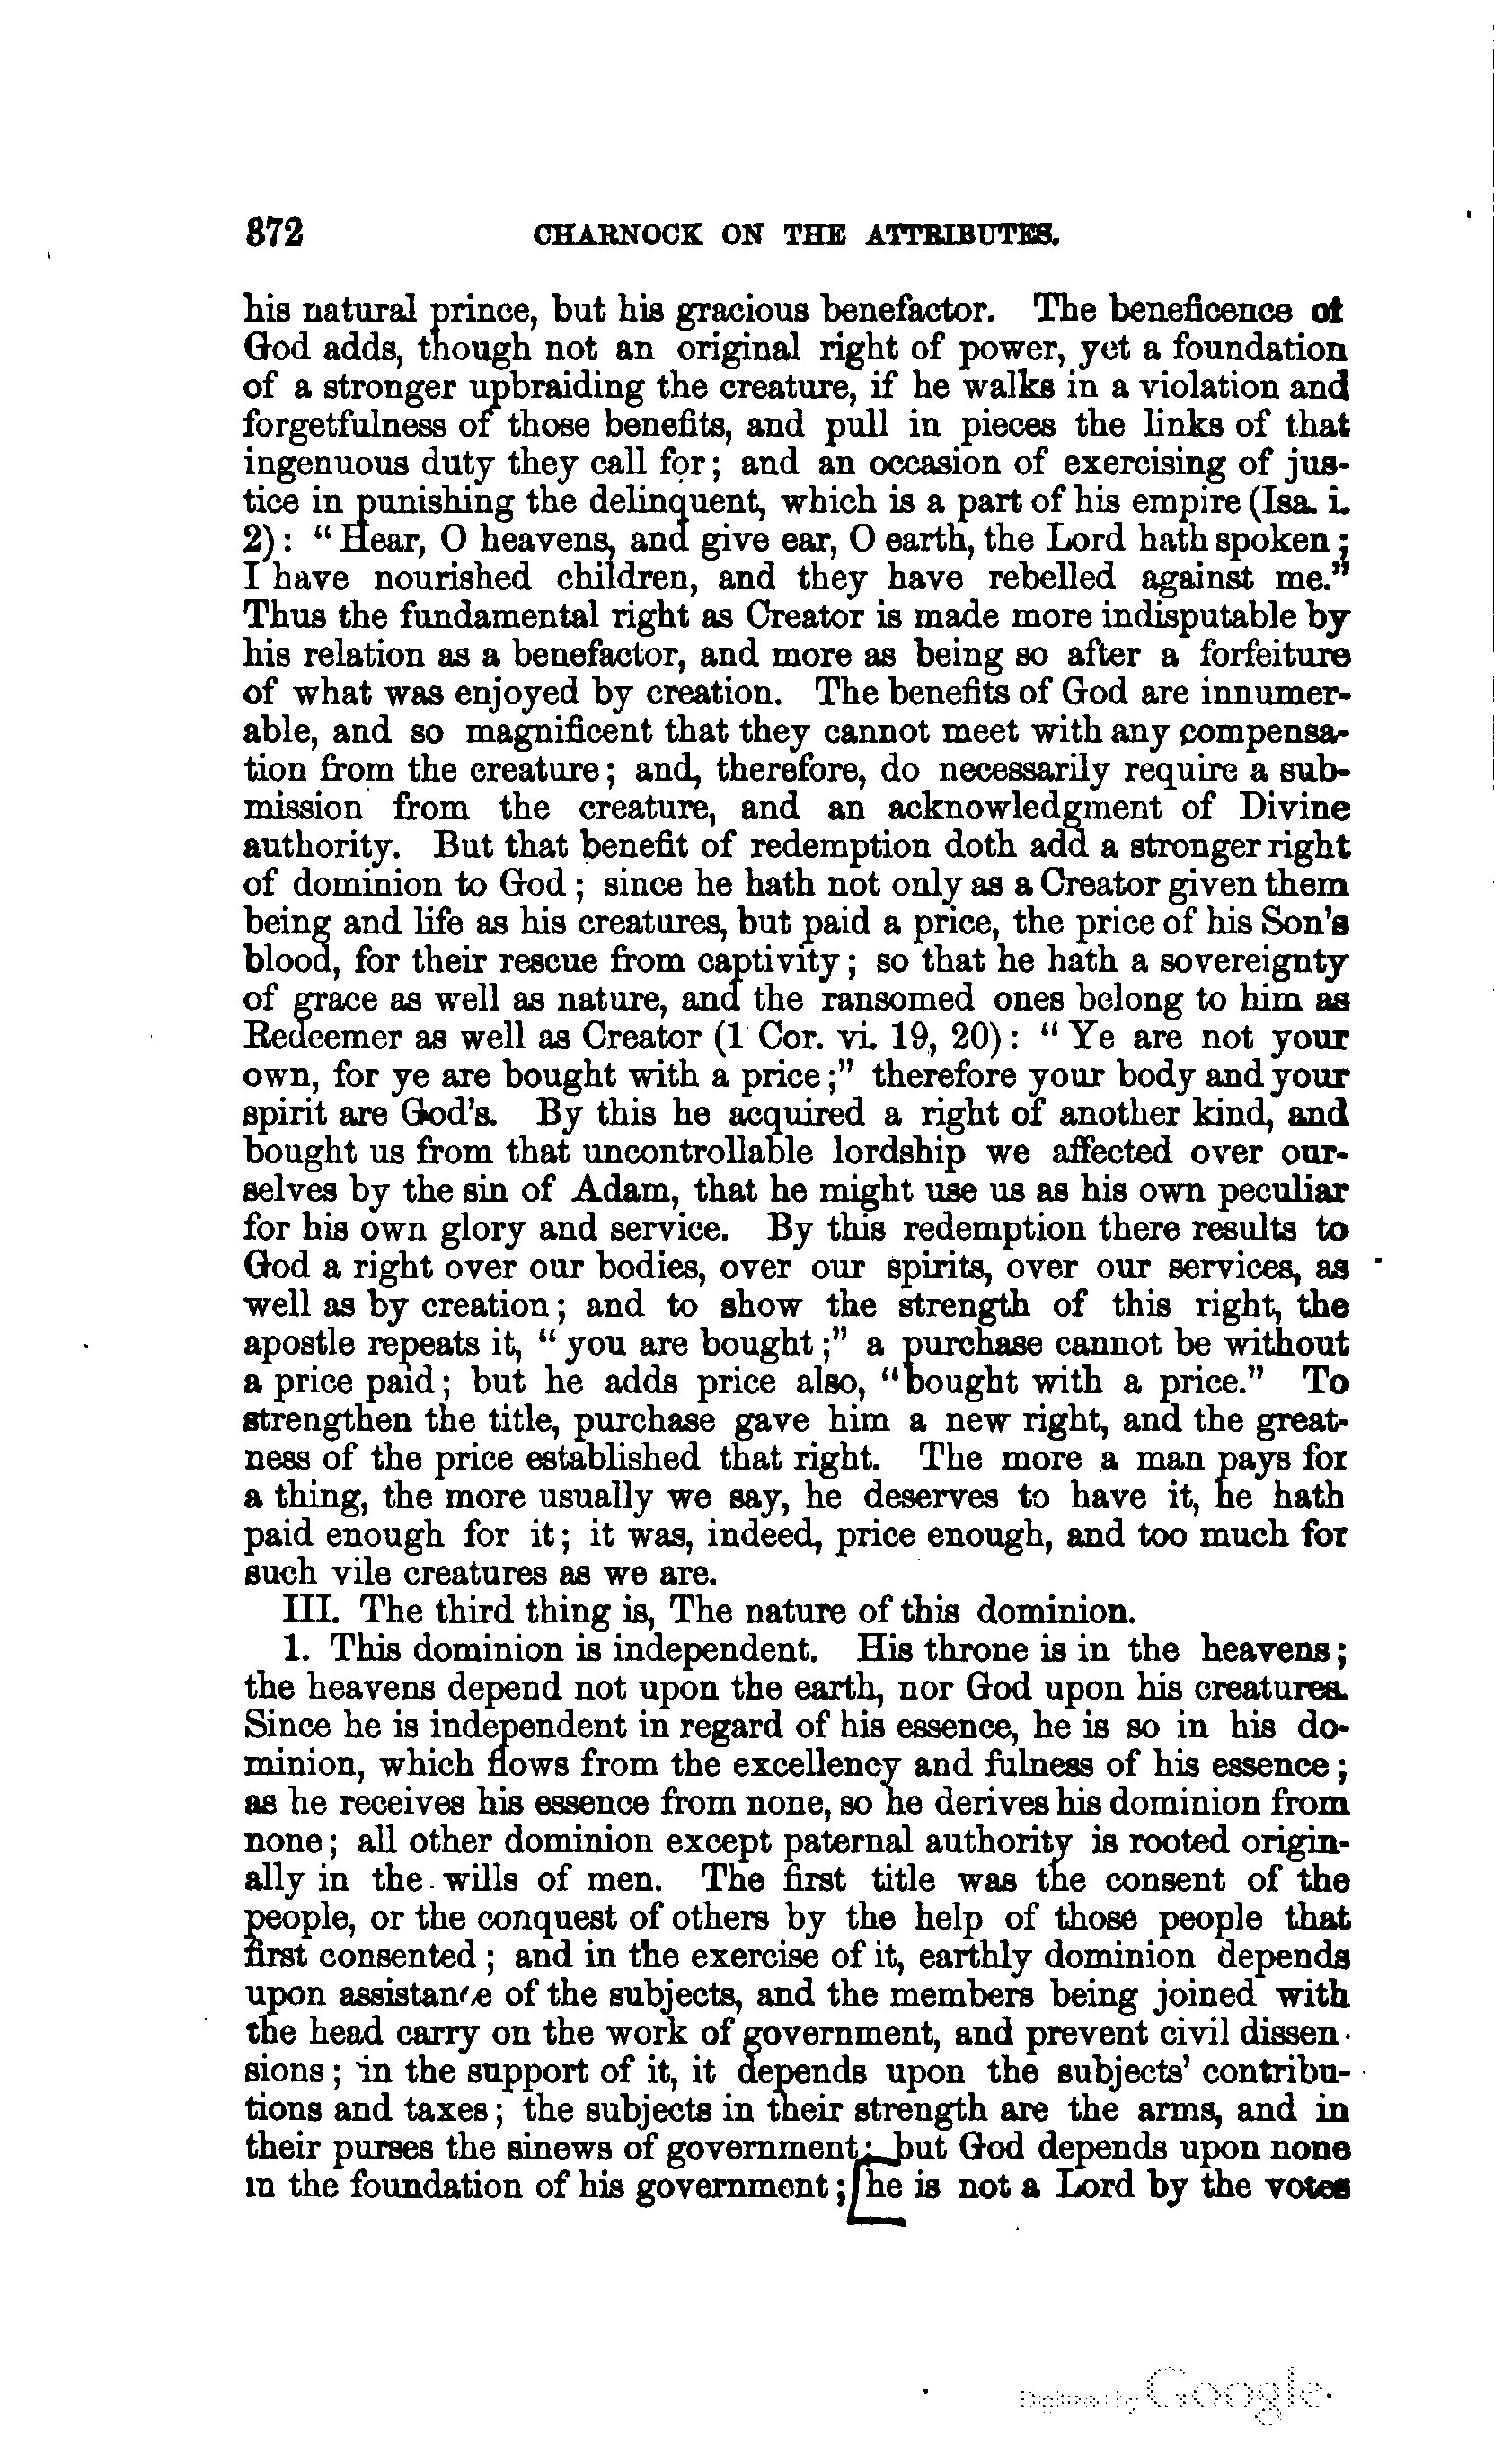 372 CHARNOCK ON THE ATTRIBUTES.
his natural prince, but his gracious benefactor. The beneficence of
God adds, though not an original right of power, yet a foundation
of a stronger upbraiding the creature, if he walks in a violation and
forgetfulness of those benefits, and pull in pieces the links of that
ingenuous duty they call for; and an occasion of exercising of jus-
tice in punishing the delinquent, which is a part of his empire (Isa. i.
2): "Hear, O heavens, and give ear, O earth, the Lord hath spoken;
I have nourished children, and they have rebelled against me."
Thus the fundamental right as Creator is made more indisputable by
his relation as a benefactor, and more as being so after a forfeiture
of what was enjoyed by creation. The benefits of God are innumer-
able, and so magnificent that they cannot meet with any compensa-
tion from the creature; and, therefore, do necessarily require a sub-
mission from the creature, and an acknowledgment of Divine
authority. But that benefit of redemption doth add a stronger right
of dominion to God; since he hath not only as a Creator given them
being and life as his creatures, but paid a price, the price of his Son's
blood, for their rescue from captivity; so that he hath a sovereignty
of grace as well as nature, and the ransomed ones belong to him as
Redeemer as well as Creator (1 Cor. vi. 19, 20): "Ye are not your
own, for ye are bought with a price;" therefore your body and your
spirit are God's. By this he acquired a right of another kind, and
bought us from that uncontrollable lordship we affected over our-
selves by the sin of Adam, that he might use us as his own peculiar
for his own glory and service. By this redemption there results to
God a right over our bodies, over our spirits, over our services, as
well as by creation; and to show the strength of this right, the
apostle repeats it, "you are bought;" a purchase cannot be without
a price paid; but he adds price also, "bought with a price." To
strengthen the title, purchase gave him a new right, and the great-
ness of the price established that right. The more a man pays for
a thing, the more usually we say, he deserves to have it, he hath
paid enough for it; it was, indeed, price enough, and too much for
such vile creatures as we are.
III. The third thing is, The nature of this dominion.
1. This dominion is independent. His throne is in the heavens;
the heavens depend not upon the earth, nor God upon his creatures.
Since he is independent in regard of his essence, he is so in his do-
minion, which flows from the excellency and fulness of his essence;
as he receives his essence from none, so he derives his dominion from
none; all other dominion except paternal authority is rooted origin-
ally in the wills of men. The first title was the consent of the
people, or the conquest of others by the help of those people that
first consented; and in the exercise of it, earthly dominion depends
upon assistance of the subjects, and the members being joined with
the head carry on the work of government, and prevent civil dissen-
sions; in the support of it, it depends upon the subjects' contribu-
tions and taxes; the subjects in their strength are the arms, and in
their purses the sinews of government; but God depends upon none
in the foundation of his government; he is not a Lord by the votes
Digitized by Google